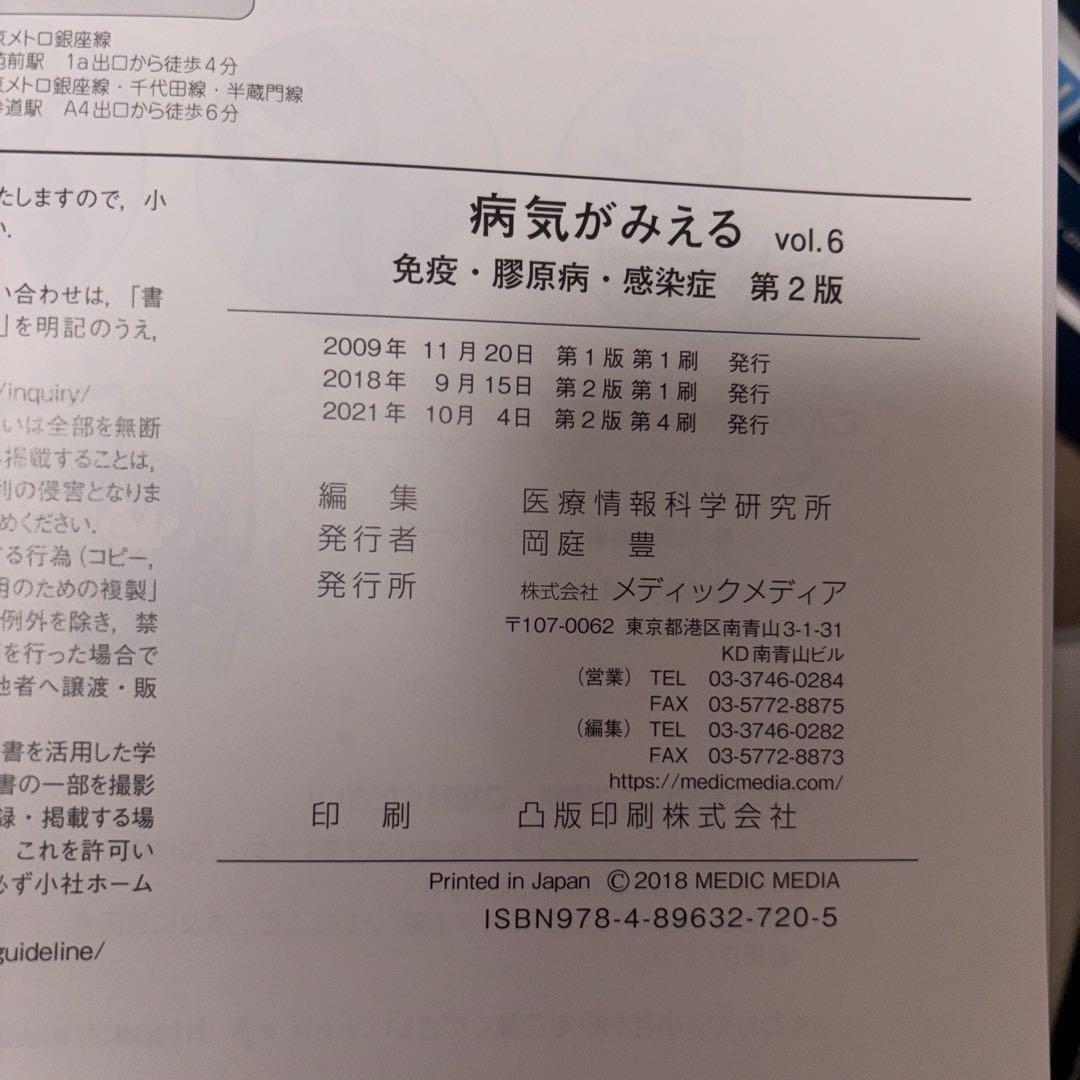 メトロ銀座線
前駅 1a出口から徒歩4分
メトロ銀座線・千代田線・半蔵門線
道駅 A4出口から徒歩6分
たしますので，小
い．
い合わせは，「書
」を明記のうえ，
/inquiry/
いは全部を無断
掲載することは，
利の侵害となりま
めください．
する行為（コピー，
用のための複製」
例外を除き，禁
を行った場合で
他者へ譲渡・販
書を活用した学
書の一部を撮影
録・掲載する場
これを許可い
必ず小社ホーム
guideline/
病気がみえる vol.6
免疫・膠原病・感染症 第2版
2009年 11月20日 第1版 第1刷 発行
2018年 9月15日 第2版 第1刷 発行
2021年 10月 4日 第2版 第4刷 発行
編 集 医療情報科学研究所
発行者 岡庭 豊
発行所 株式会社 メディックメディア
〒107-0062 東京都港区南青山3-1-31
KD南青山ビル
（営業） TEL 03-3746-0284
FAX 03-5772-8875
（編集） TEL 03-3746-0282
FAX 03-5772-8873
https://medicmedia.com/
印 刷 凸版印刷株式会社
Printed in Japan ©2018 MEDIC MEDIA
ISBN978-4-89632-720-5